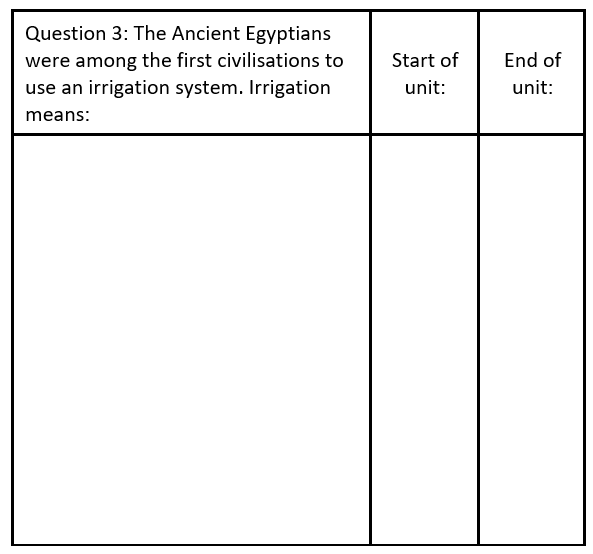 Question 3: The Ancient Egyptians
were among the first civilisations to
use an irrigation system. Irrigation
means:
Start of
unit:
End of
unit: